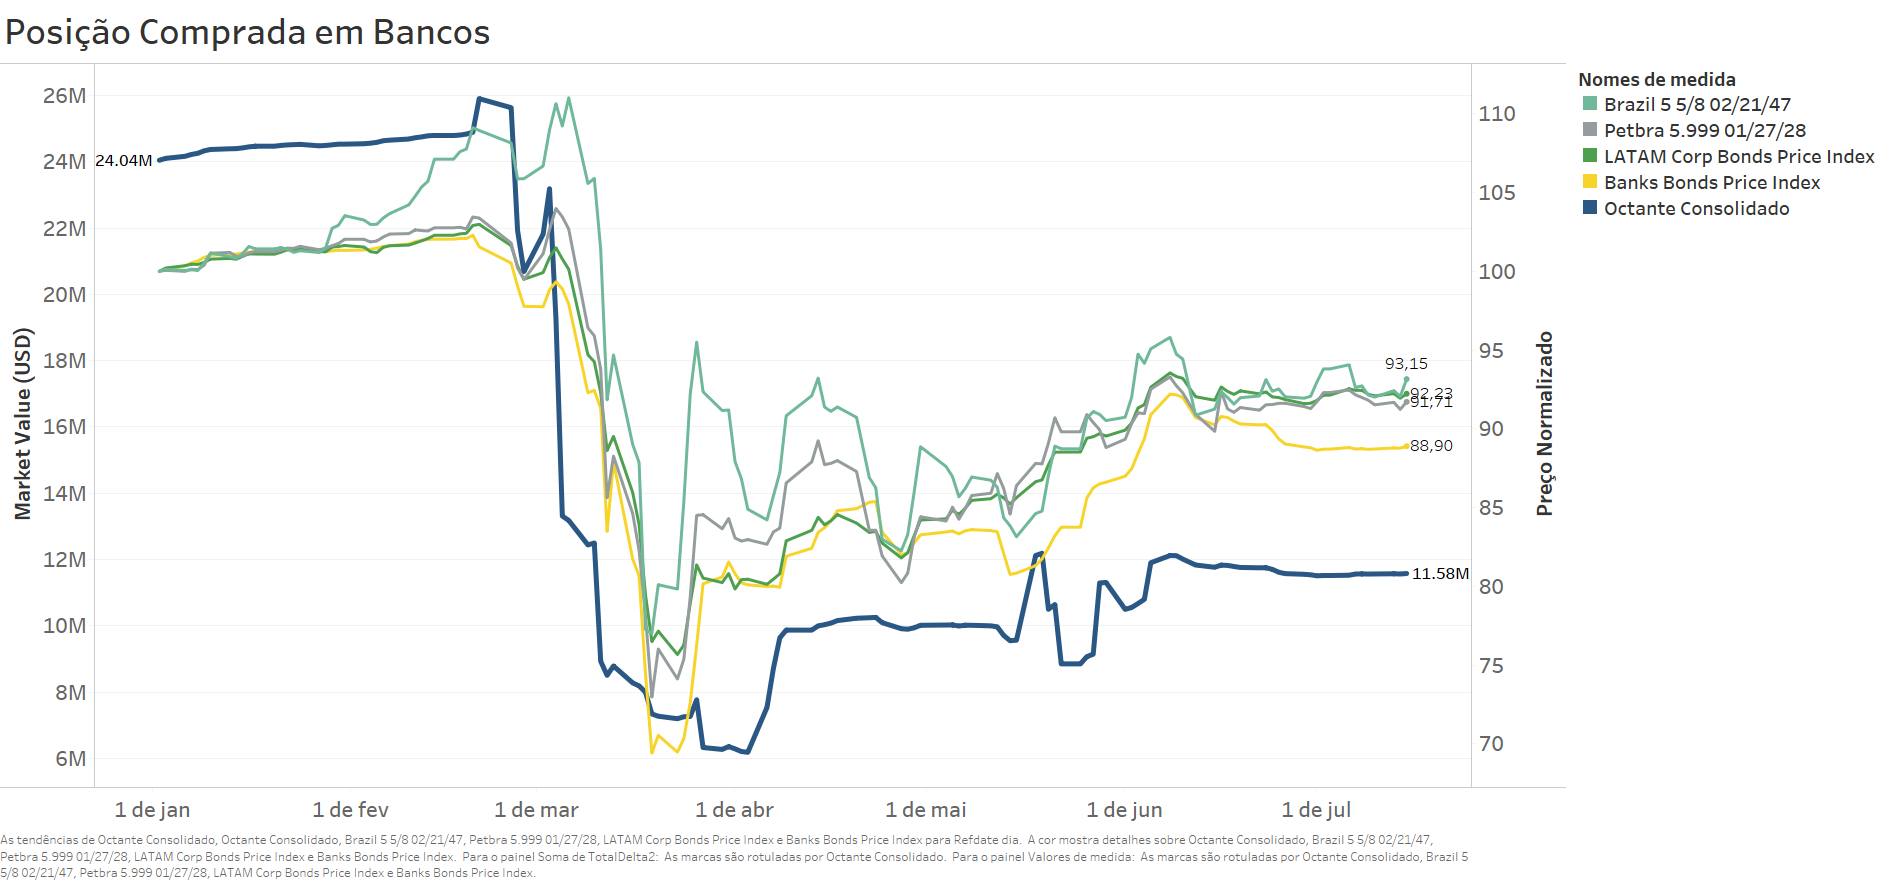 Posição Comprada em Bancos
Nomes de medida
Brazil 5 5/8 02/21/47
Petbra 5.999 01/27/28
LATAM Corp Bonds Price Index
Banks Bonds Price Index
Octante Consolidado
Market Value (USD)
26M
24M
22M
20M
18M
16M
14M
12M
10M
8M
6M
24.04M
93,15
92,23
91,71
88,90
11.58M
110
105
100
95
90
85
80
75
70
Preço Normalizado
1 de jan
1 de fev
1 de mar
1 de abr
1 de mai
1 de jun
1 de jul
As tendências de Octante Consolidado, Octante Consolidado, Brazil 5 5/8 02/21/47, Petbra 5.999 01/27/28, LATAM Corp Bonds Price Index e Banks Bonds Price Index para Refdate dia.  A cor mostra detalhes sobre Octante Consolidado, Brazil 5 5/8 02/21/47,
Petbra 5.999 01/27/28, LATAM Corp Bonds Price Index e Banks Bonds Price Index.  Para o painel Soma de TotalDelta2:  As marcas são rotuladas por Octante Consolidado.  Para o painel Valores de medida:  As marcas são rotuladas por Octante Consolidado, Brazil 5
5/8 02/21/47, Petbra 5.999 01/27/28, LATAM Corp Bonds Price Index e Banks Bonds Price Index.